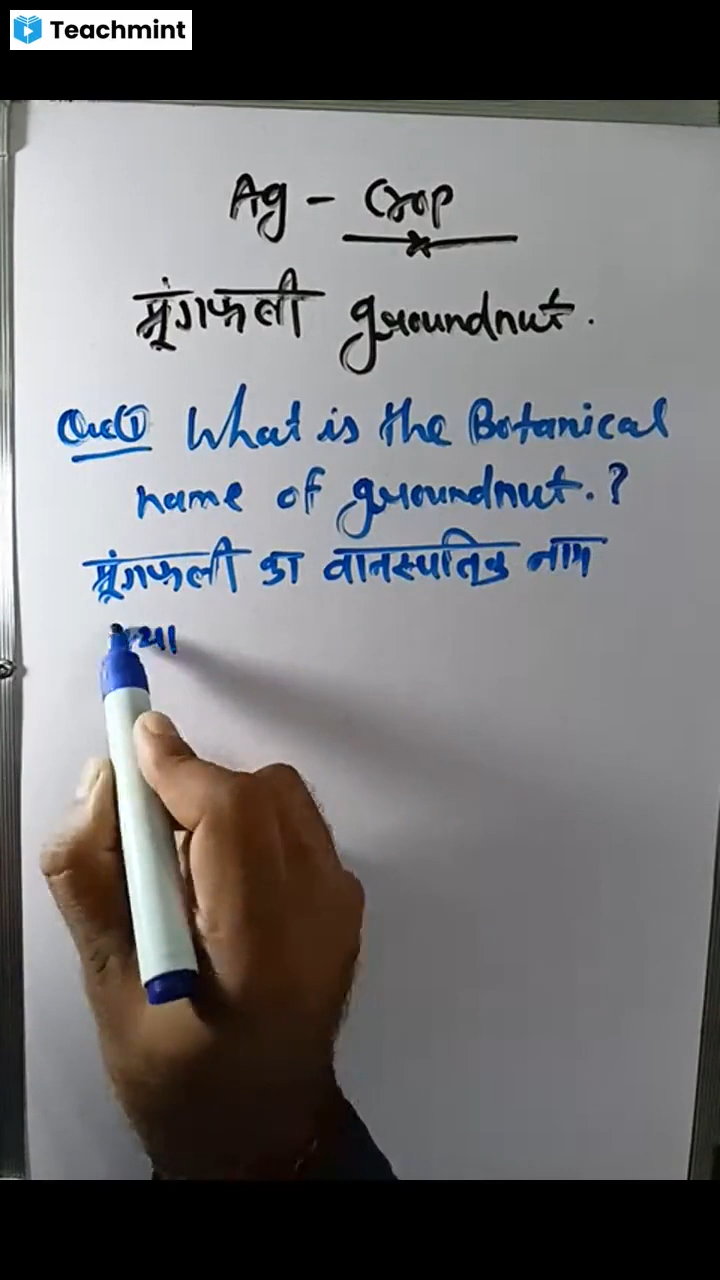 Teachmint
Ag - Crop
मूंगफली groundnut.
Que① What is the Botanical
name of groundnut.?
मूंगफली का वानस्पतिक नाम
क्या